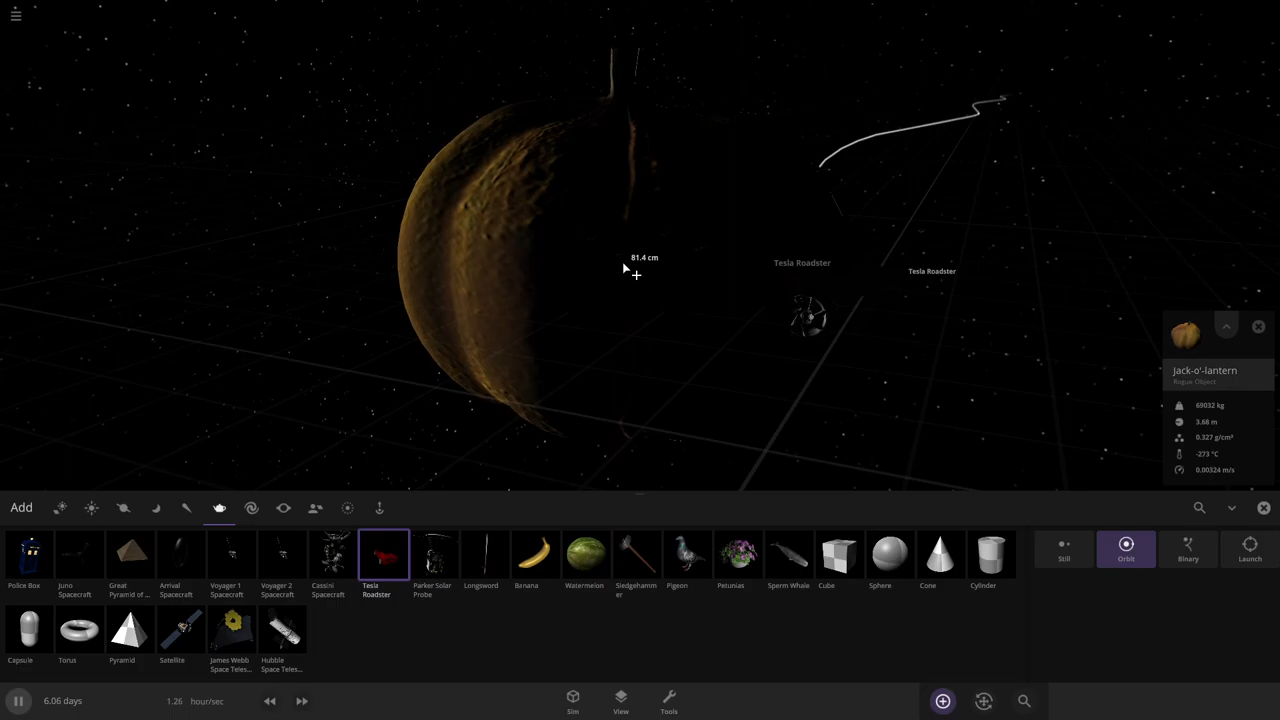 81.4 cm
Tesla Roadster
Tesla Roadster
Jack-o'-lantern
Rogue Object
69032 kg
3.68 m
0.327 g/cm³
-273 °C
0.00324 m/s
Add
Police Box
Juno
Spacecraft
Great
Pyramid of ...
Arrival
Spacecraft
Voyager 1
Spacecraft
Voyager 2
Spacecraft
Cassini
Spacecraft
Tesla
Roadster
Parker Solar
Probe
Longsword
Banana
Watermelon
Sledgehamm
er
Pigeon
Petunias
Sperm Whale
Cube
Sphere
Cone
Cylinder
Still
Orbit
Binary
Launch
Capsule
Torus
Pyramid
Satellite
James Webb
Space Teles...
Hubble
Space Teles...
6.06 days
1.26 hour/sec
Sim
View
Tools